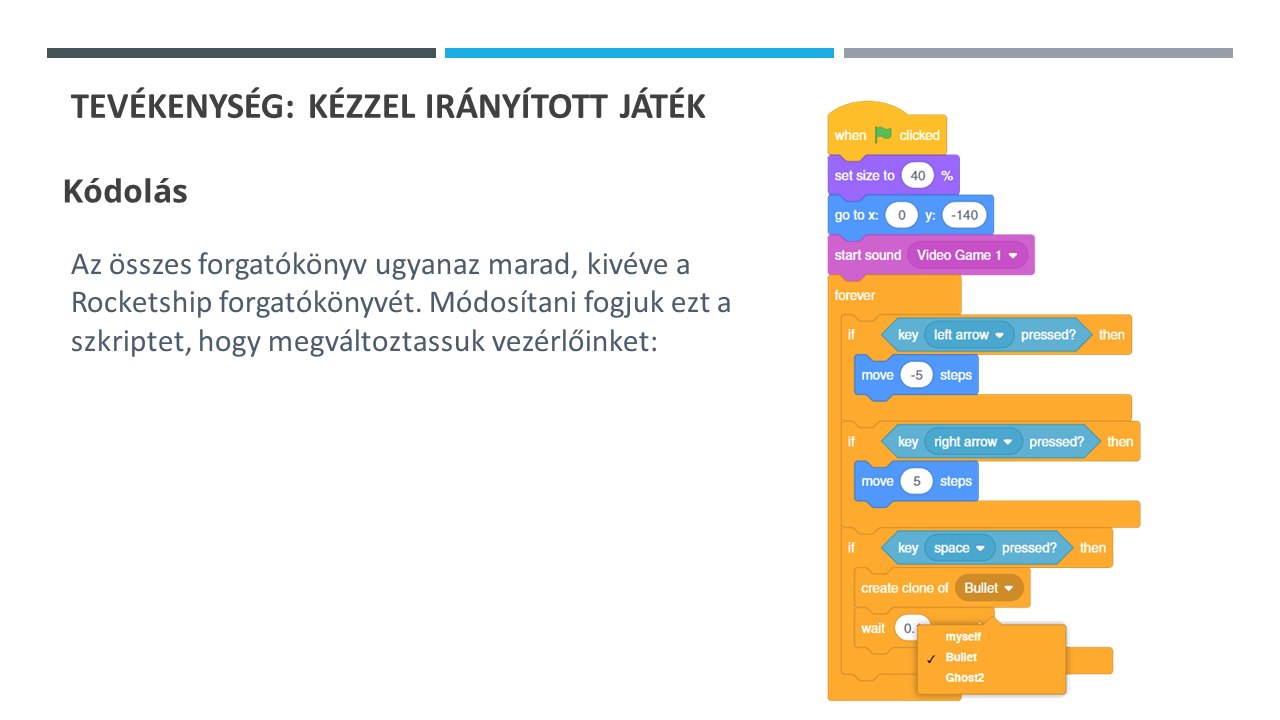 TEVÉKENYSÉG: KÉZZEL IRÁNYÍTOTT JÁTÉK
Kódolás
Az összes forgatókönyv ugyanaz marad, kivéve a
Rocketship forgatókönyvét. Módosítani fogjuk ezt a
szkriptet, hogy megváltoztassuk vezérlőinket:
when clicked
set size to 40 %
go to x: 0 y: -140
start sound Video Game 1
forever
if key left arrow pressed? then
move -5 steps
if key right arrow pressed? then
move 5 steps
if key space pressed? then
create clone of Bullet
wait
myself
✓ Bullet
Ghost2